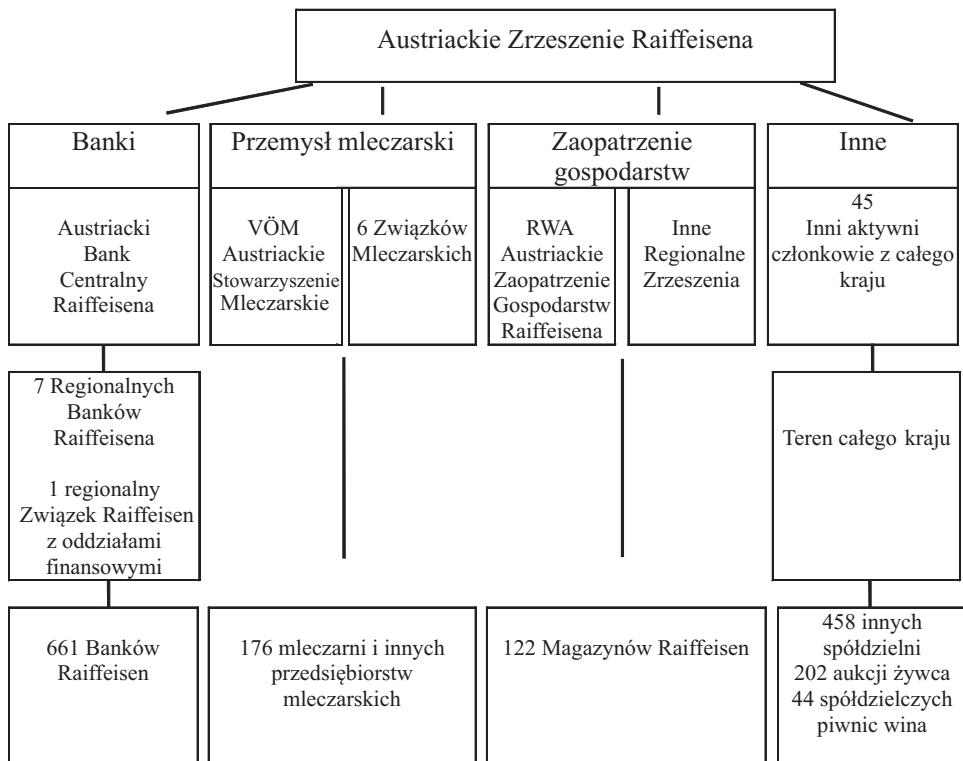 Austriackie Zrzeszenie Raiffeisena
Banki
Austriacki
Bank
Centralny
Raiffeisena
7 Regionalnych
Banków
Raiffeisena
1 regionalny
Związek Raiffeisen
z oddziałami
finansowymi
661 Banków
Raiffeisen
Przemysł mleczarski
VÖM
Austriackie
Stowarzyszenie
Mleczarskie
6 Związków
Mleczarskich
176 mleczarni i innych
przedsiębiorstw
mleczarskich
Zaopatrzenie
gospodarstw
RWA
Austriackie
Zaopatrzenie
Gospodarstw
Raiffeisena
Inne
Regionalne
Zrzeszenia
122 Magazynów Raiffeisen
Inne
45
Inni aktywni
członkowie z całego
kraju
Teren całego kraju
458 innych
spółdzielni
202 aukcji żywca
44 spółdzielczych
piwnic wina